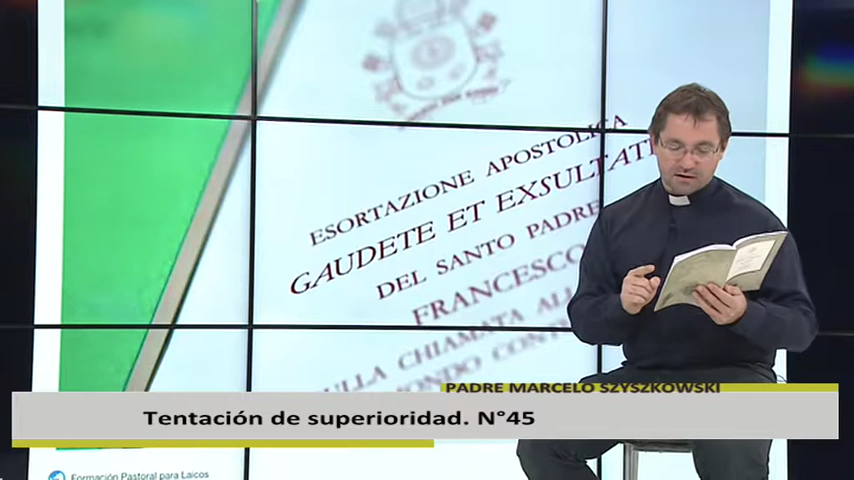 ESORTAZIONE APOSTOLICA
GAUDETE ET EXSULTATE
DEL SANTO PADRE
FRANCESCO
SULLA CHIAMATA ALLA
MONDO
PADRE MARCELO SZYSZKOWSKI
Tentación de superioridad. N°45
Formación Pastoral para Laicos